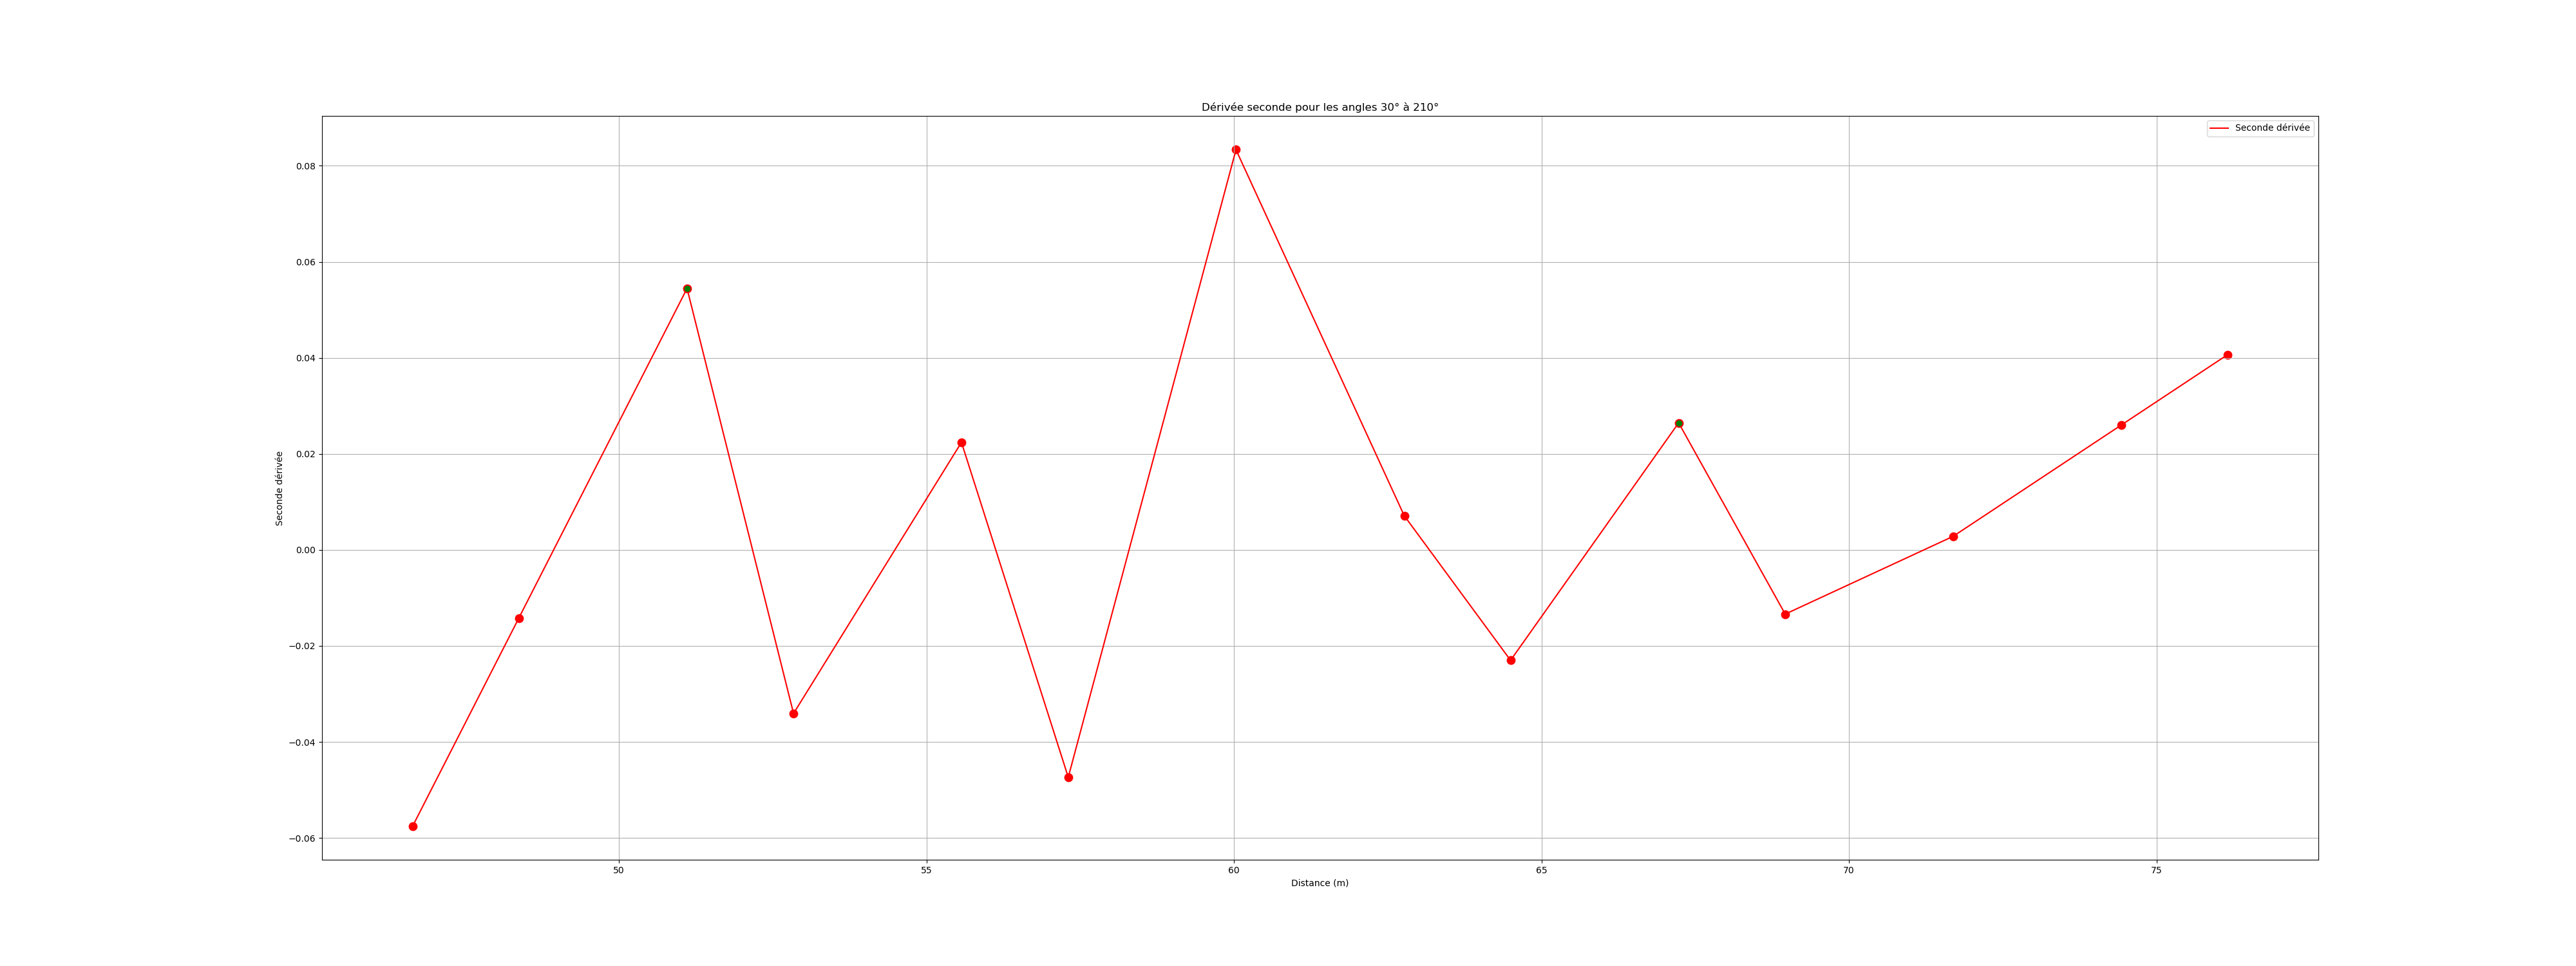 Dérivée seconde pour les angles 30° à 210°
Seconde dérivée
0.08
0.06
0.04
0.02
0.00
−0.02
−0.04
−0.06
Seconde dérivée
50 55 60 65 70 75
Distance (m)